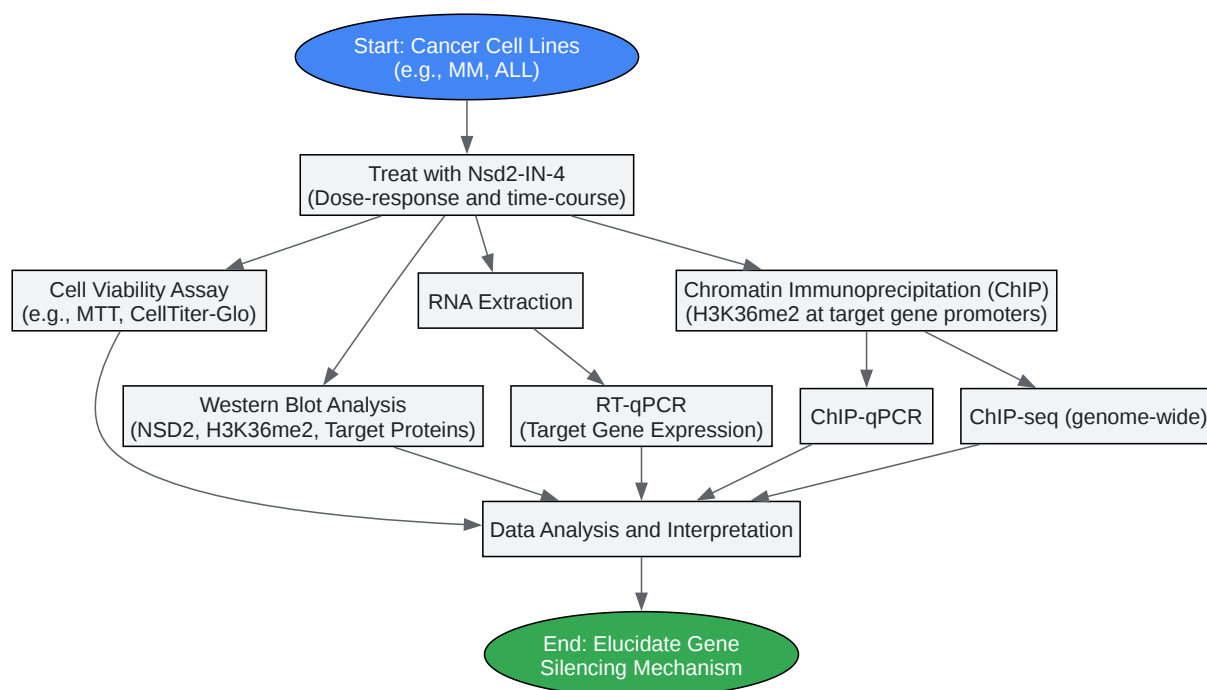 Start: Cancer Cell Lines
(e.g., MM, ALL)
Treat with Nsd2-IN-4
(Dose-response and time-course)
Cell Viability Assay
(e.g., MTT, CellTiter-Glo)
RNA Extraction
Chromatin Immunoprecipitation (ChIP)
(H3K36me2 at target gene promoters)
Western Blot Analysis
(NSD2, H3K36me2, Target Proteins)
RT-qPCR
(Target Gene Expression)
ChIP-qPCR
ChIP-seq (genome-wide)
Data Analysis and Interpretation
End: Elucidate Gene
Silencing Mechanism